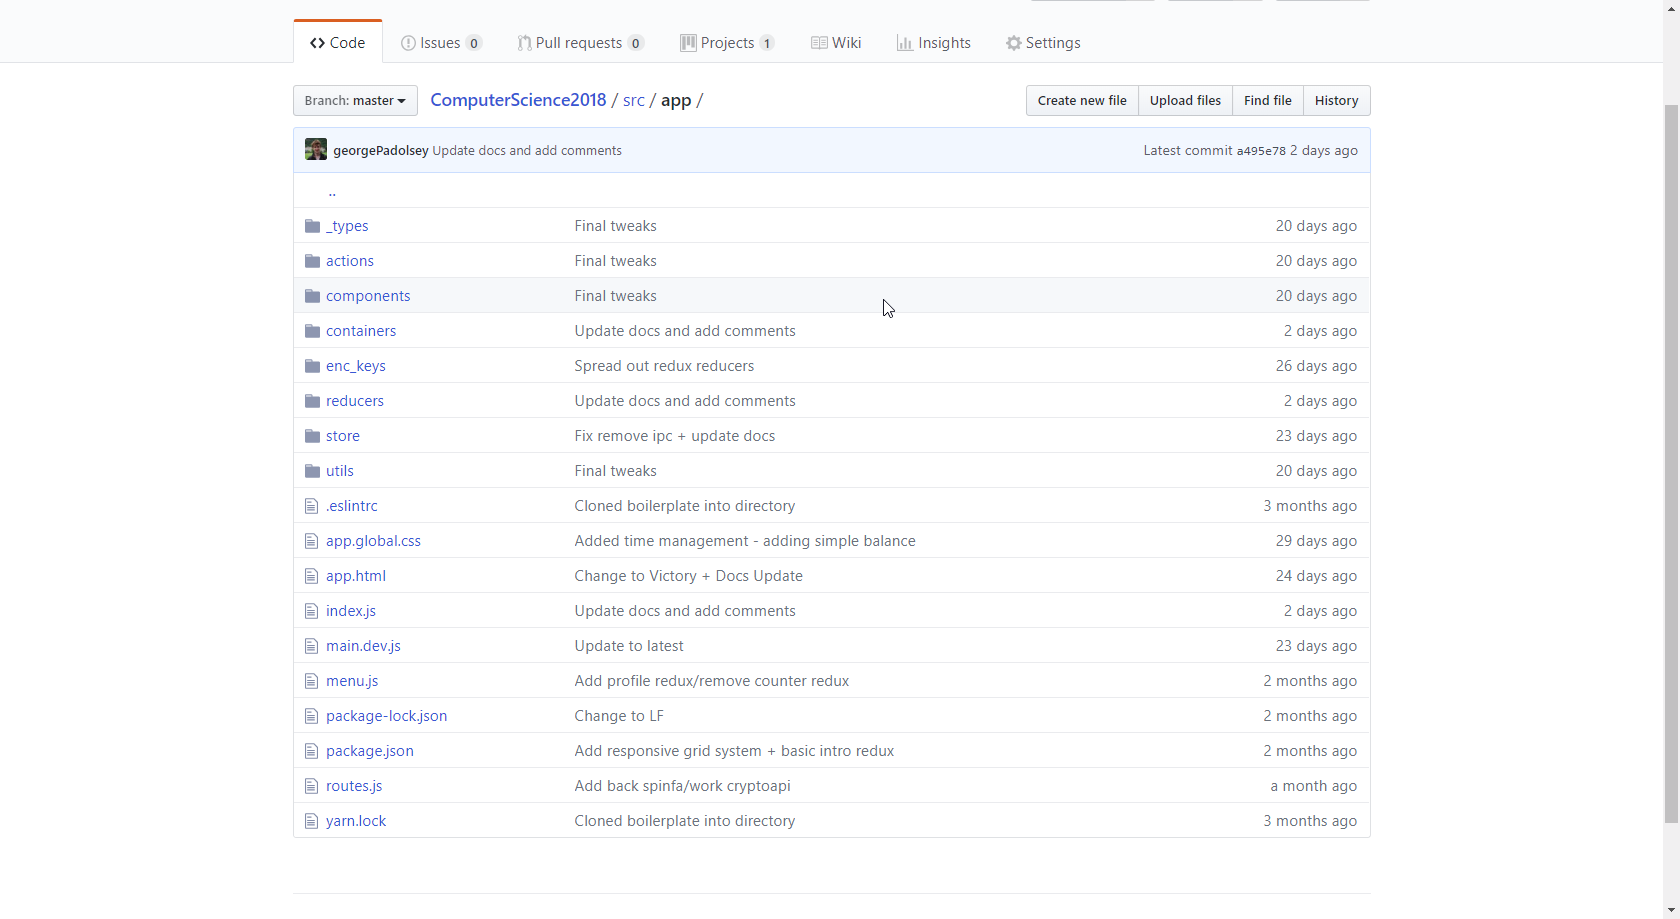 Code Issues 0 Pull requests 0 Projects 1 Wiki Insights Settings
Branch: master ComputerScience2018 / src / app / Create new file Upload files Find file History
georgePadolsey Update docs and add comments Latest commit a495e78 2 days ago
..
_types Final tweaks 20 days ago
actions Final tweaks 20 days ago
components Final tweaks 20 days ago
containers Update docs and add comments 2 days ago
enc_keys Spread out redux reducers 26 days ago
reducers Update docs and add comments 2 days ago
store Fix remove ipc + update docs 23 days ago
utils Final tweaks 20 days ago
.eslintrc Cloned boilerplate into directory 3 months ago
app.global.css Added time management - adding simple balance 29 days ago
app.html Change to Victory + Docs Update 24 days ago
index.js Update docs and add comments 2 days ago
main.dev.js Update to latest 23 days ago
menu.js Add profile redux/remove counter redux 2 months ago
package-lock.json Change to LF 2 months ago
package.json Add responsive grid system + basic intro redux 2 months ago
routes.js Add back spinfa/work cryptoapi a month ago
yarn.lock Cloned boilerplate into directory 3 months ago